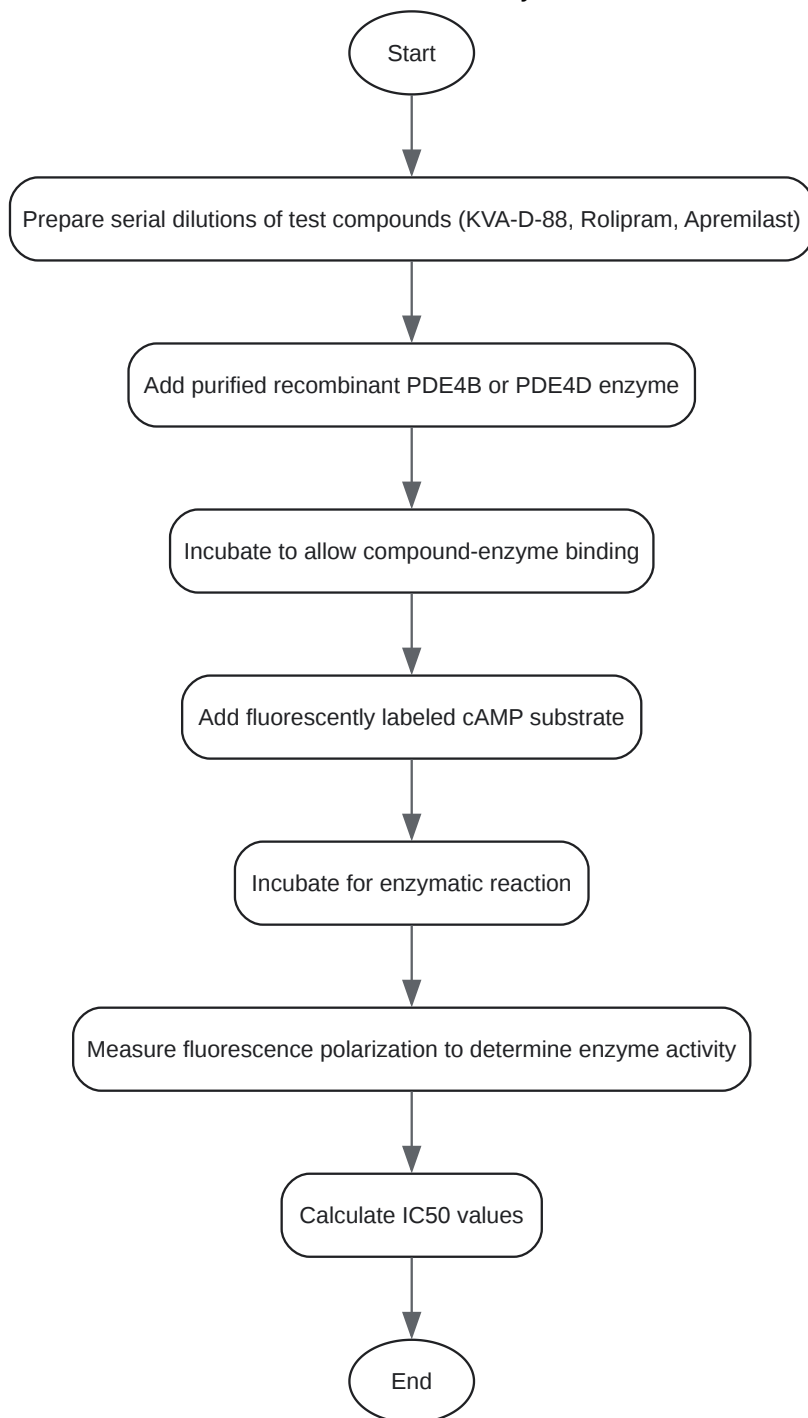 Start
Prepare serial dilutions of test compounds (KVA-D-88, Rolipram, Apremilast)
Add purified recombinant PDE4B or PDE4D enzyme
Incubate to allow compound-enzyme binding
Add fluorescently labeled cAMP substrate
Incubate for enzymatic reaction
Measure fluorescence polarization to determine enzyme activity
Calculate IC50 values
End